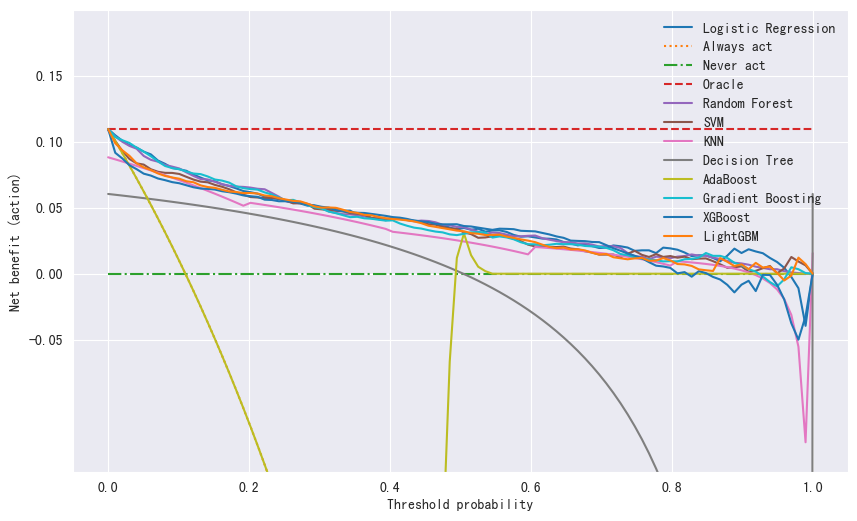 Logistic Regression
Always act
Never act
Oracle
Random Forest
SVM
KNN
Decision Tree
AdaBoost
Gradient Boosting
XGBoost
LightGBM
0.15
0.10
0.05
0.00
−0.05
Net benefit (action)
0.0 0.2 0.4 0.6 0.8 1.0
Threshold probability